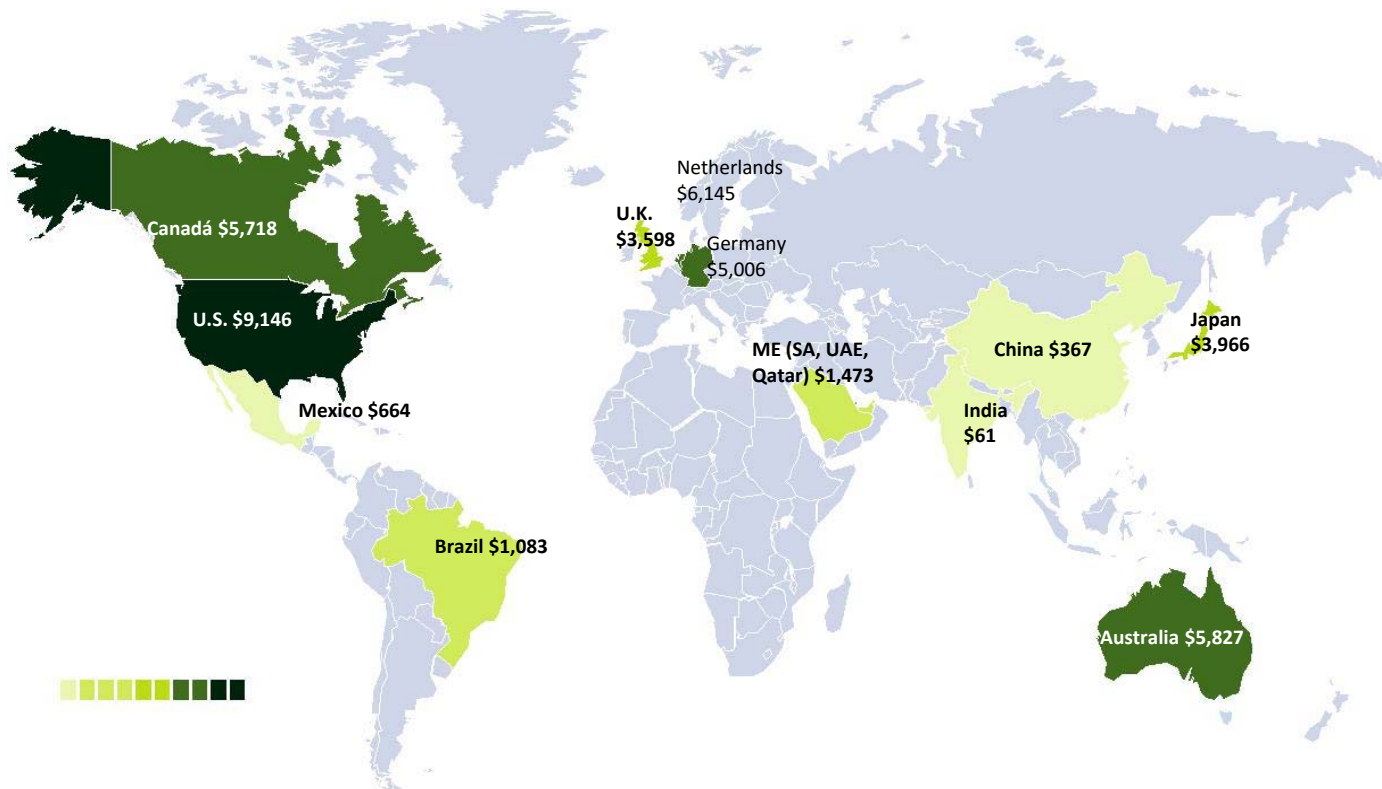 Netherlands
$6,145
U.K.
$3,598
Canadá $5,718
Germany
$5,006
U.S. $9,146
Japan
$3,966
ME (SA, UAE,
Qatar) $1,473
China $367
Mexico $664
India
$61
Brazil $1,083
Australia $5,827